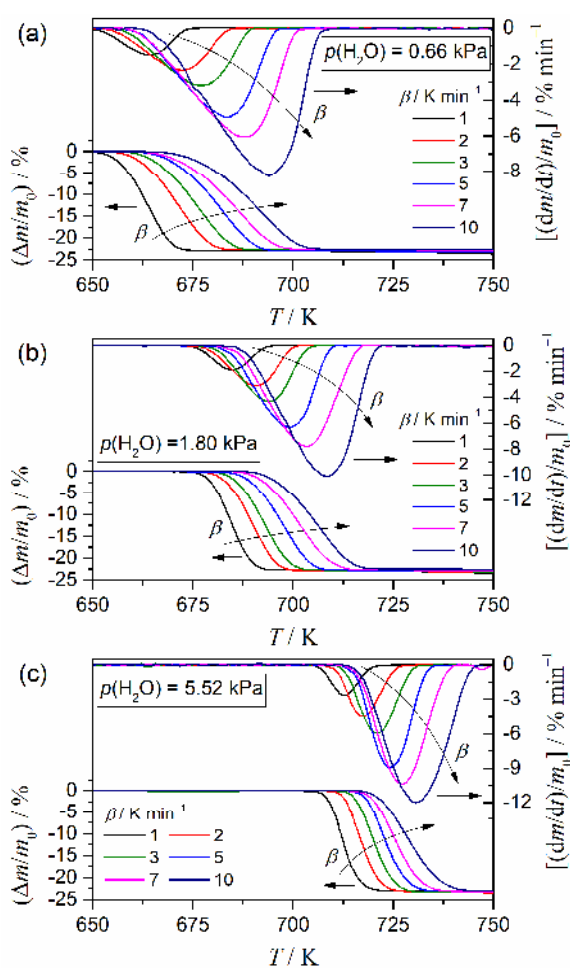 (a)
p(H₂O) = 0.66 kPa
β / K min⁻¹
1
2
3
5
7
10
β
β
0
-2
-4
-6
-8
[(dm/dt)/m₀] / % min⁻¹
0
-5
-10
-15
-20
-25
(Δm/m₀) / %
650 675 700 725 750
T / K
(b)
p(H₂O) =1.80 kPa
β / K min⁻¹
1
2
3
5
7
10
β
β
0
-2
-4
-6
-8
-10
-12
[(dm/dt)/m₀] / % min⁻¹
0
-5
-10
-15
-20
-25
(Δm/m₀) / %
650 675 700 725 750
T / K
(c)
p(H₂O) = 5.52 kPa
β / K min⁻¹
1 2
3 5
7 10
β
β
0
-3
-6
-9
-12
[(dm/dt)/m₀] / % min⁻¹
0
-5
-10
-15
-20
-25
(Δm/m₀) / %
650 675 700 725 750
T / K